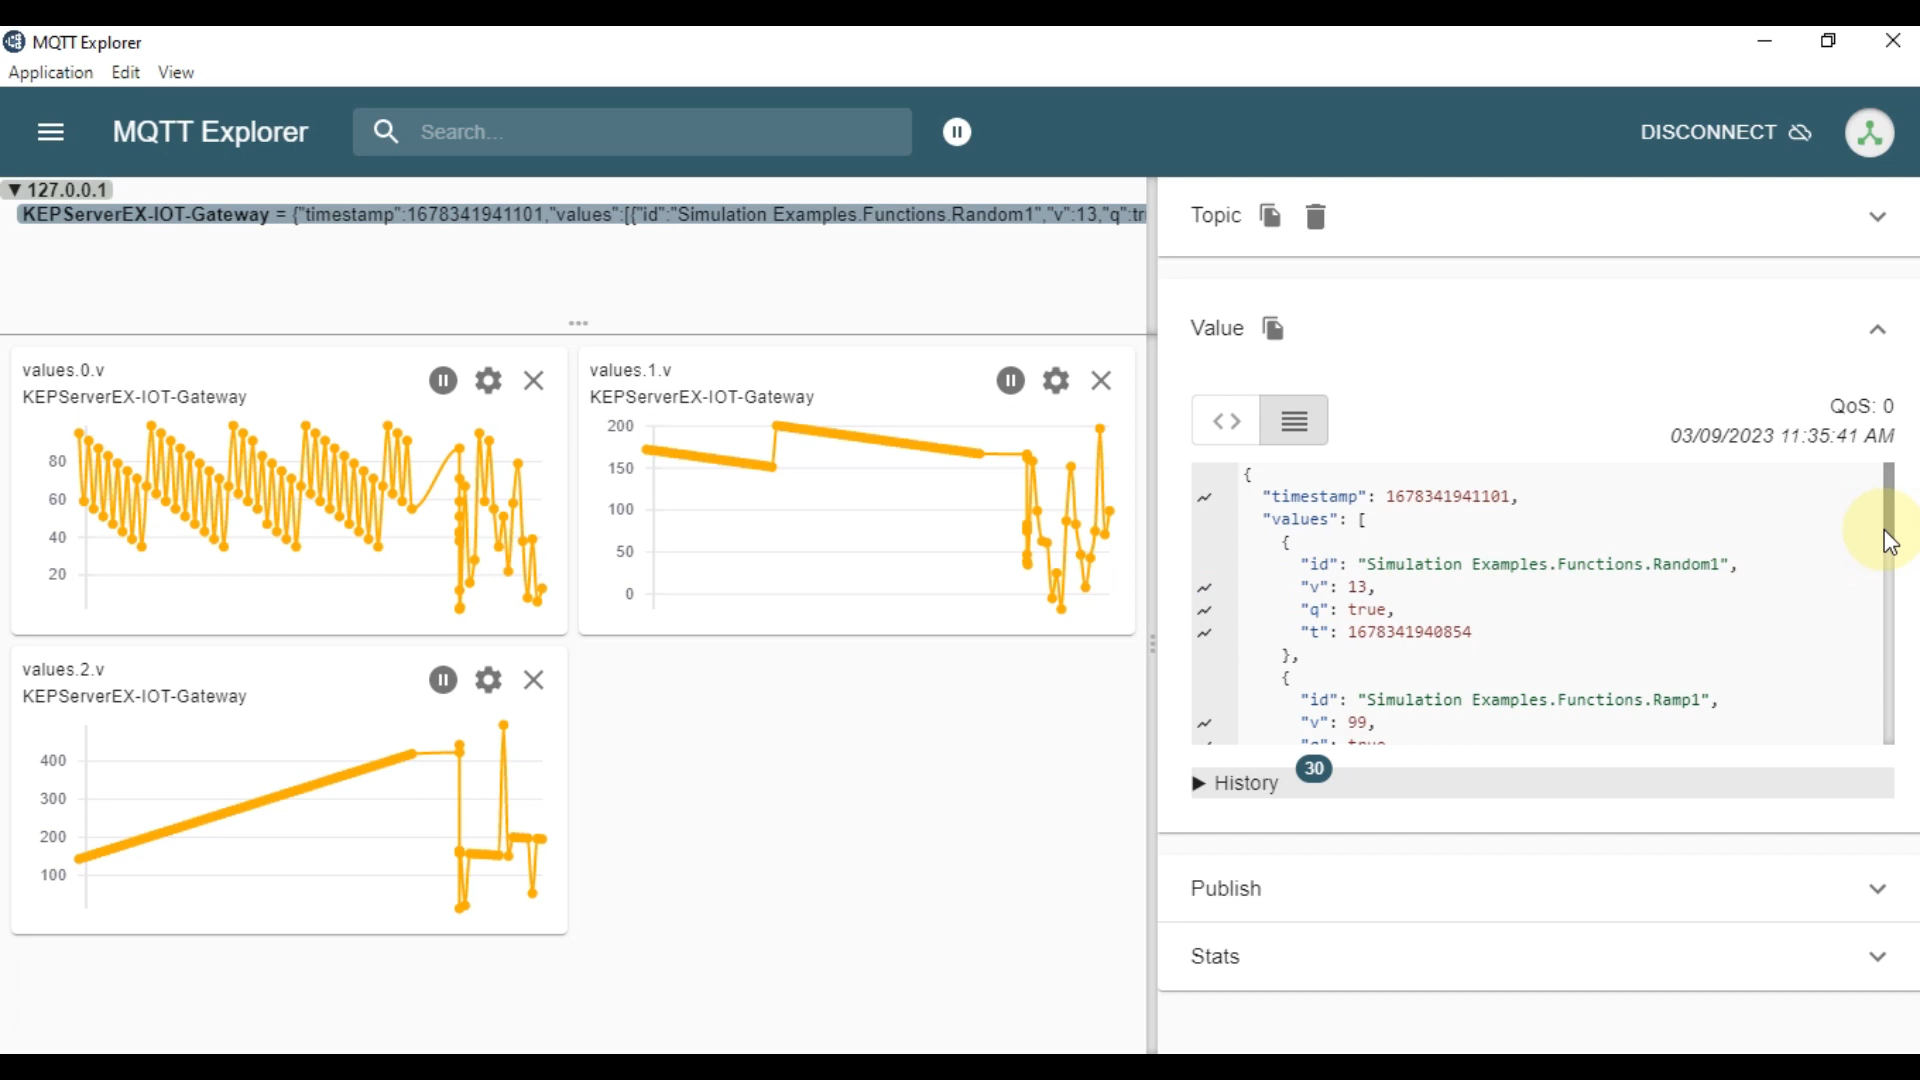 MQTT Explorer
Application Edit View
MQTT Explorer
Search...
DISCONNECT
▼ 127.0.0.1
KEPServerEX-IOT-Gateway = {"timestamp":1678341941101,"values":[{"id":"Simulation Examples.Functions.Random1","v":13,"q":tr
values.0.v
KEPServerEX-IOT-Gateway
80
60
40
20
values.1.v
KEPServerEX-IOT-Gateway
200
150
100
50
0
values.2.v
KEPServerEX-IOT-Gateway
400
300
200
100
Topic
Value
QoS: 0
03/09/2023 11:35:41 AM
{
"timestamp": 1678341941101,
"values": [
{
"id": "Simulation Examples.Functions.Random1",
"v": 13,
"q": true,
"t": 1678341940854
},
{
"id": "Simulation Examples.Functions.Ramp1",
"v": 99,
"q": true
▶ History 30
Publish
Stats